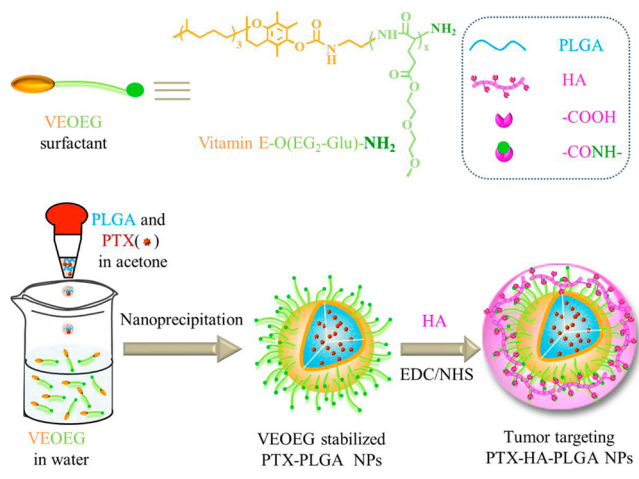 VEOEG
surfactant
3
O
O
N
H
NH
O
x
NH₂
O
O
O
O
O
Vitamin E-O(EG₂-Glu)-NH₂
PLGA
HA
-COOH
-CONH-
PLGA and
PTX( )
in acetone
VEOEG
in water
Nanoprecipitation
VEOEG stabilized
PTX-PLGA NPs
HA
EDC/NHS
Tumor targeting
PTX-HA-PLGA NPs